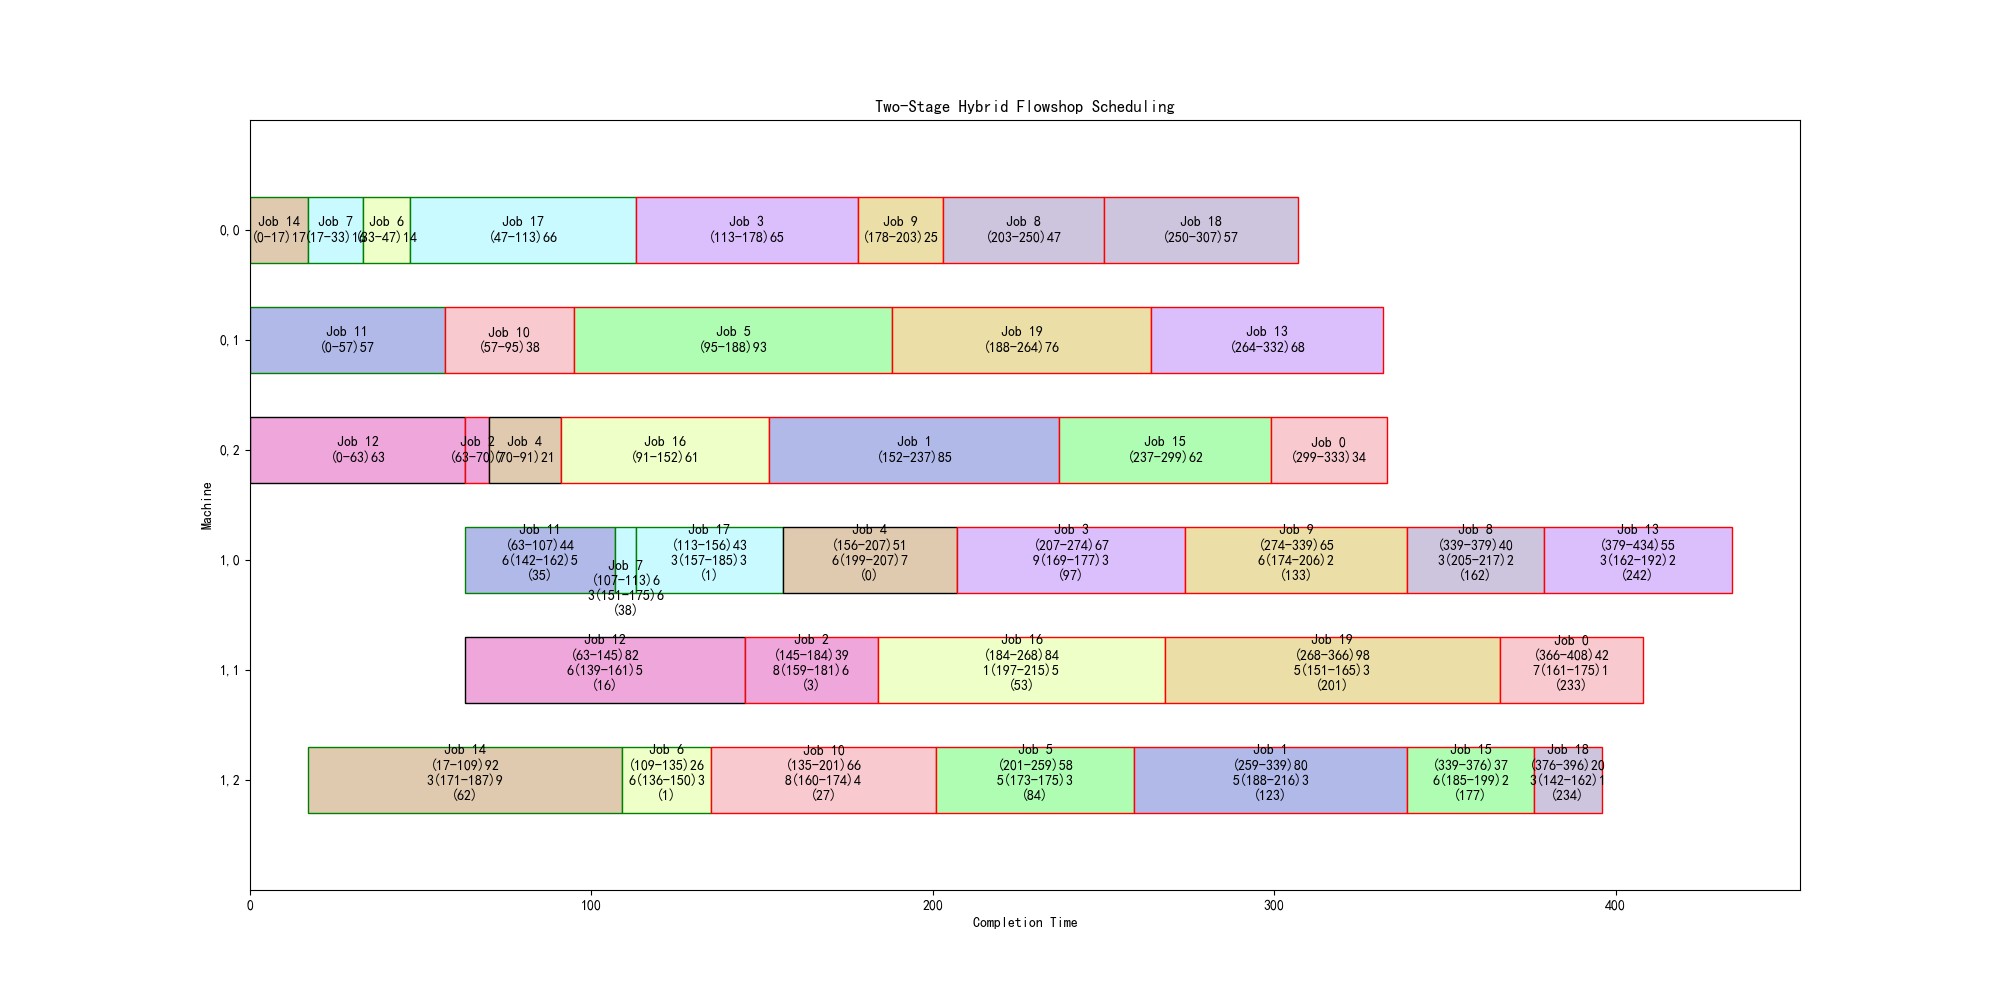 Two-Stage Hybrid Flowshop Scheduling
0,0
Job 14
(0-17)17
Job 7
(17-33)16
Job 6
(33-47)14
Job 17
(47-113)66
Job 3
(113-178)65
Job 9
(178-203)25
Job 8
(203-250)47
Job 18
(250-307)57
0,1
Job 11
(0-57)57
Job 10
(57-95)38
Job 5
(95-188)93
Job 19
(188-264)76
Job 13
(264-332)68
0,2
Job 12
(0-63)63
Job 2
(63-70)7
Job 4
(70-91)21
Job 16
(91-152)61
Job 1
(152-237)85
Job 15
(237-299)62
Job 0
(299-333)34
1,0
Job 11
(63-107)44
6(142-162)5
(35)
Job 7
(107-113)6
3(151-175)6
(38)
Job 17
(113-156)43
3(157-185)3
(1)
Job 4
(156-207)51
6(199-207)7
(0)
Job 3
(207-274)67
9(169-177)3
(97)
Job 9
(274-339)65
6(174-206)2
(133)
Job 8
(339-379)40
3(205-217)2
(162)
Job 13
(379-434)55
3(162-192)2
(242)
1,1
Job 12
(63-145)82
6(139-161)5
(16)
Job 2
(145-184)39
8(159-181)6
(3)
Job 16
(184-268)84
1(197-215)5
(53)
Job 19
(268-366)98
5(151-165)3
(201)
Job 0
(366-408)42
7(161-175)1
(233)
1,2
Job 14
(17-109)92
3(171-187)9
(62)
Job 6
(109-135)26
6(136-150)3
(1)
Job 10
(135-201)66
8(160-174)4
(27)
Job 5
(201-259)58
5(173-175)3
(84)
Job 1
(259-339)80
5(188-216)3
(123)
Job 15
(339-376)37
6(185-199)2
(177)
Job 18
(376-396)20
3(142-162)1
(234)
Machine
0
100
200
300
400
Completion Time